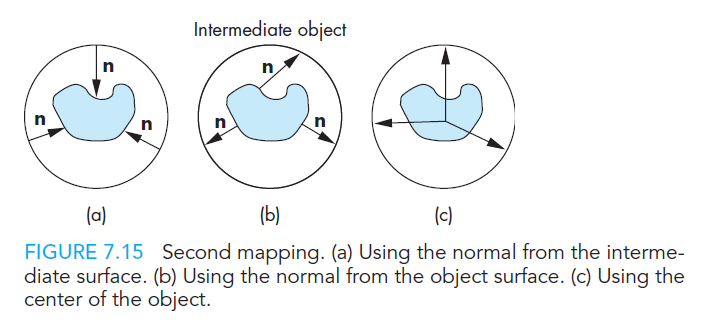 Intermediate object
n
n
n
n
n
n
(a)
(b)
(c)
FIGURE 7.15 Second mapping. (a) Using the normal from the interme-
diate surface. (b) Using the normal from the object surface. (c) Using the
center of the object.